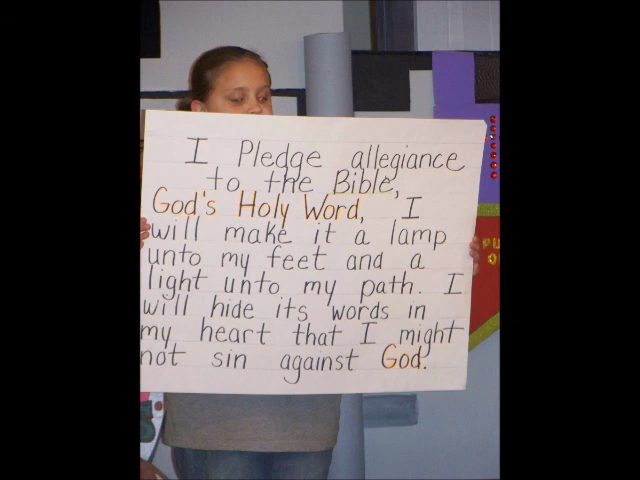 I Pledge allegiance
to the Bible,
God's Holy Word, I
will make it a lamp
unto my feet and a
light unto my path. I
will hide its words in
my heart that I might
not sin against God.